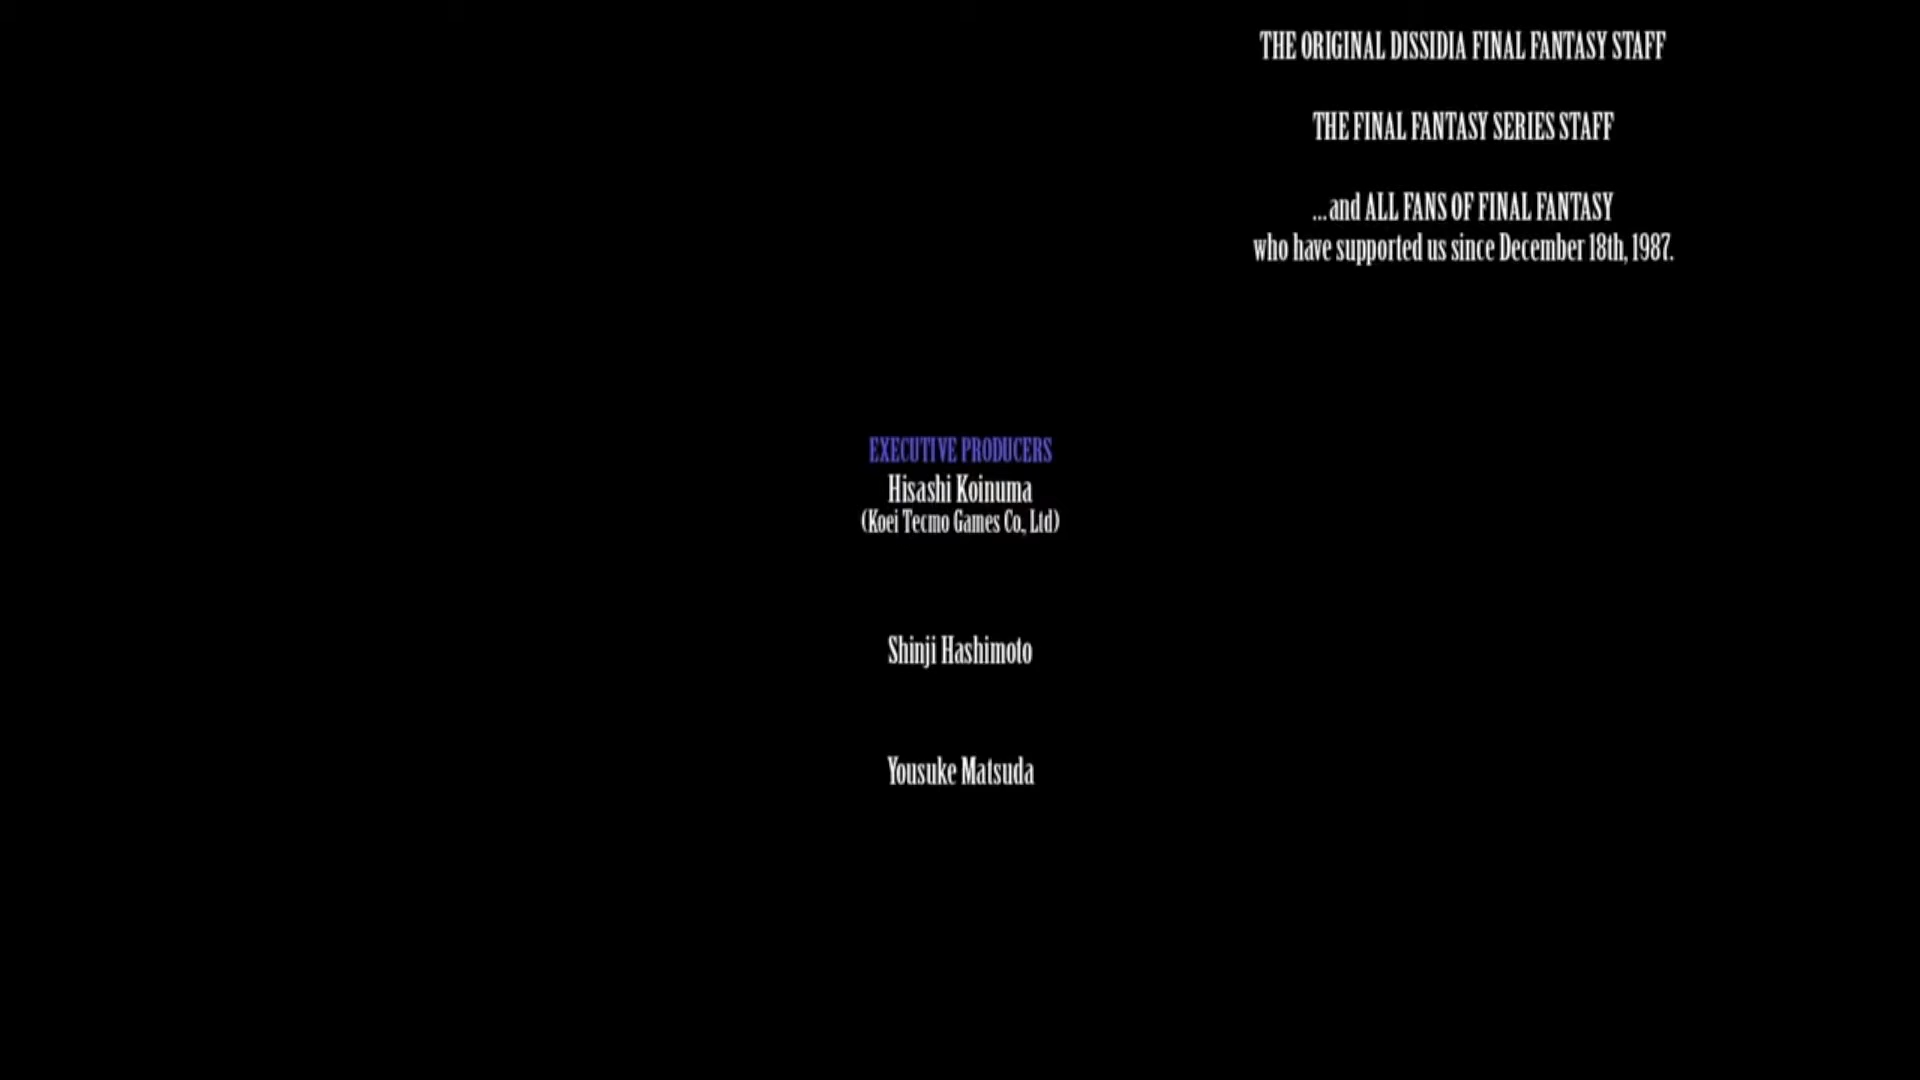 THE ORIGINAL DISSIDIA FINAL FANTASY STAFF
THE FINAL FANTASY SERIES STAFF
...and ALL FANS OF FINAL FANTASY
who have supported us since December 18th, 1987.
EXECUTIVE PRODUCERS
Hisashi Koinuma
(Koei Tecmo Games Co., Ltd)
Shinji Hashimoto
Yousuke Matsuda